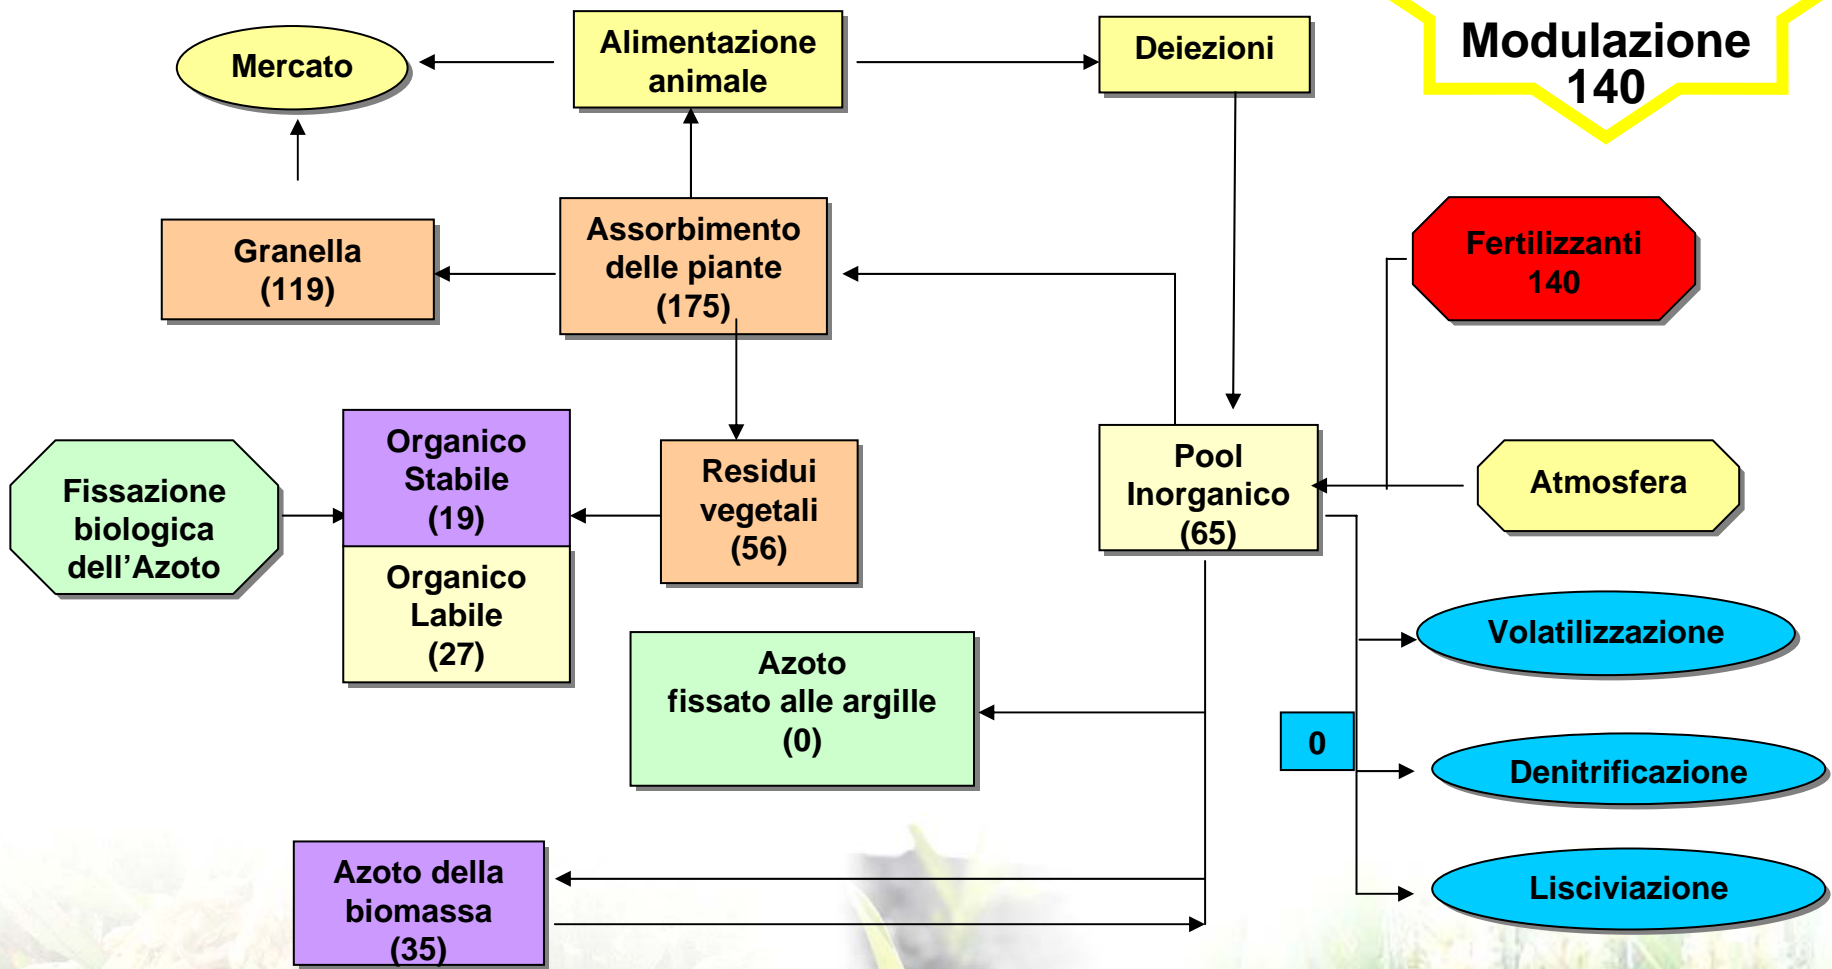 Mercato
Alimentazione
animale
Deiezioni
Modulazione
140
Granella
(119)
Assorbimento
delle piante
(175)
Fertilizzanti
140
Fissazione
biologica
dell'Azoto
Organico
Stabile
(19)
Organico
Labile
(27)
Residui
vegetali
(56)
Pool
Inorganico
(65)
Atmosfera
Azoto
fissato alle argille
(0)
0
Volatilizzazione
Denitrificazione
Lisciviazione
Azoto della
biomassa
(35)